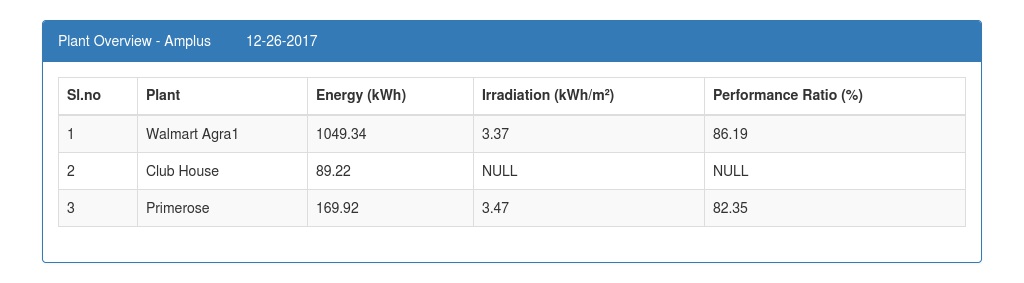 Plant Overview - Amplus 12-26-2017
Sl.no Plant Energy (kWh) Irradiation (kWh/m²) Performance Ratio (%)
1 Walmart Agra1 1049.34 3.37 86.19
2 Club House 89.22 NULL NULL
3 Primerose 169.92 3.47 82.35